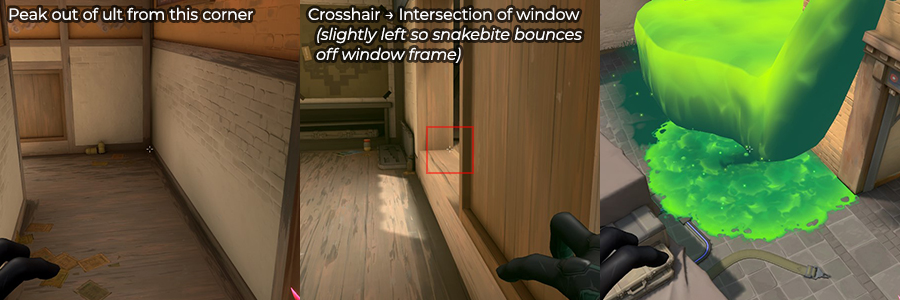 Peak out of ult from this corner
Crosshair → Intersection of window
(slightly left so snakebite bounces
off window frame)